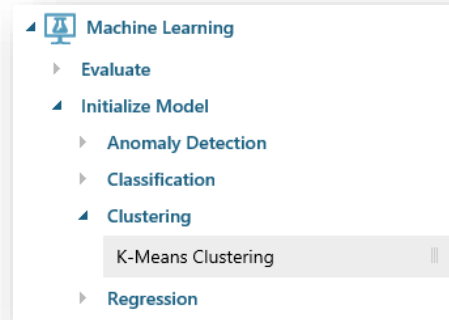 Machine Learning
Evaluate
Initialize Model
Anomaly Detection
Classification
Clustering
K-Means Clustering
Regression